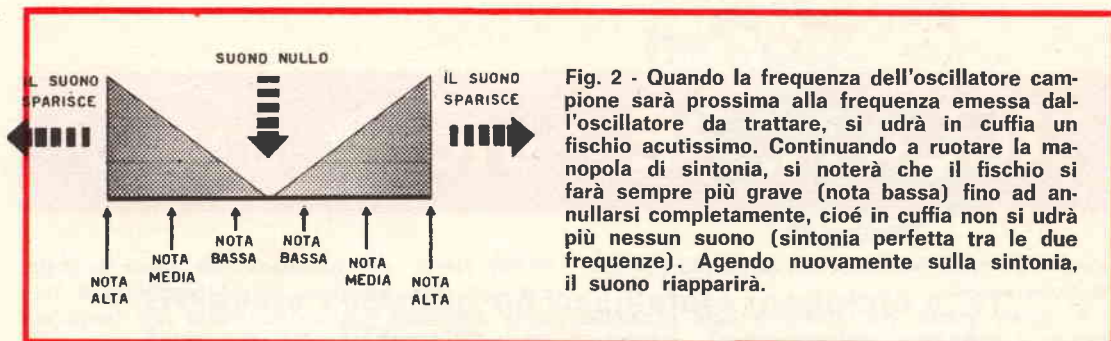 SUONO NULLO
IL SUONO
SPARISCE
IL SUONO
SPARISCE
NOTA
ALTA
NOTA
MEDIA
NOTA
BASSA
NOTA
BASSA
NOTA
MEDIA
NOTA
ALTA
Fig. 2 - Quando la frequenza dell'oscillatore cam-
pione sarà prossima alla frequenza emessa dal-
l'oscillatore da trattare, si udrà in cuffia un
fischio acutissimo. Continuando a ruotare la ma-
nopola di sintonia, si noterà che il fischio si
farà sempre più grave (nota bassa) fino ad an-
nullarsi completamente, cioé in cuffia non si udrà
più nessun suono (sintonia perfetta tra le due
frequenze). Agendo nuovamente sulla sintonia,
il suono riapparirà.